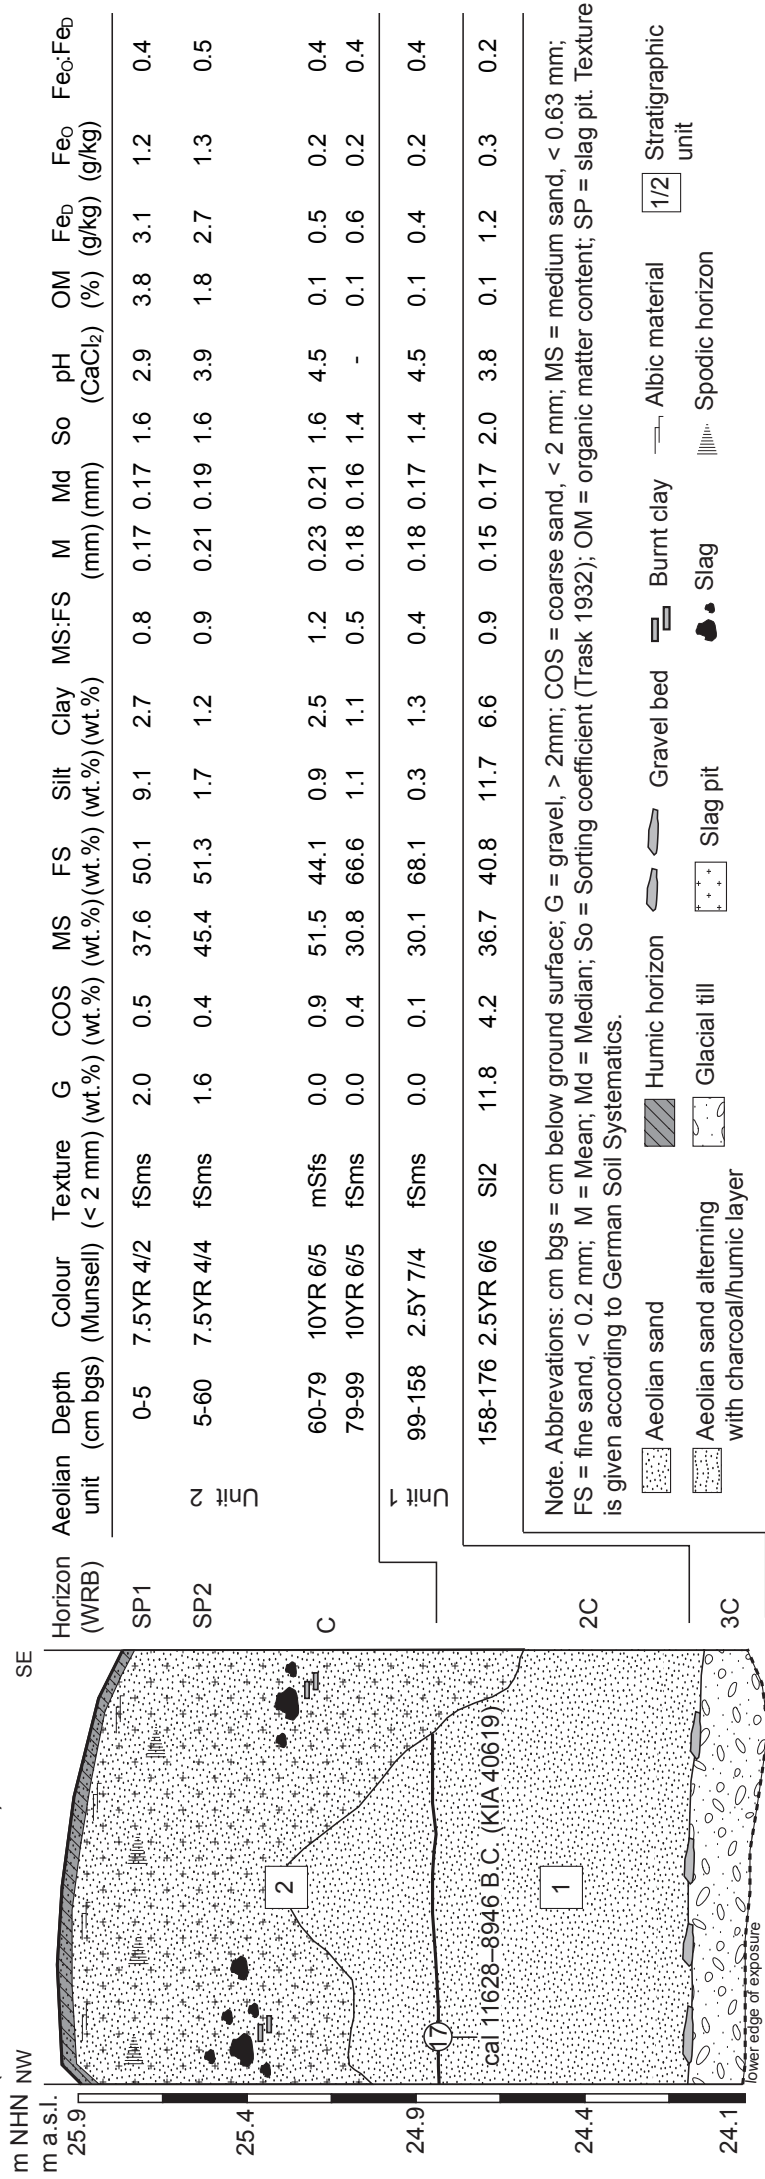 m NHN NW
SE
m a.s.l.
25.9
25.4
24.9
24.4
24.1
2
17
cal 11628–8946 B.C. (KIA 40619)
1
lower edge of exposure
Horizon Aeolian Depth Colour Texture G COS MS FS Silt Clay MS:FS M Md So pH OM FeD FeO FeO:FeD
(WRB) unit (cm bgs) (Munsell) (< 2 mm) (wt.%) (wt.%) (wt.%) (wt.%) (wt.%) (wt.%) (mm) (mm) (CaCl2) (%) (g/kg) (g/kg)
SP1 0-5 7.5YR 4/2 fSms 2.0 0.5 37.6 50.1 9.1 2.7 0.8 0.17 0.17 1.6 2.9 3.8 3.1 1.2 0.4
SP2 Unit 2 5-60 7.5YR 4/4 fSms 1.6 0.4 45.4 51.3 1.7 1.2 0.9 0.21 0.19 1.6 3.9 1.8 2.7 1.3 0.5
C 60-79 10YR 6/5 mSfs 0.0 0.9 51.5 44.1 0.9 2.5 1.2 0.23 0.21 1.6 4.5 0.1 0.5 0.2 0.4
79-99 10YR 6/5 fSms 0.0 0.4 30.8 66.6 1.1 1.1 0.5 0.18 0.16 1.4 - 0.1 0.6 0.2 0.4
2C Unit 1 99-158 2.5Y 7/4 fSms 0.0 0.1 30.1 68.1 0.3 1.3 0.4 0.18 0.17 1.4 4.5 0.1 0.4 0.2 0.4
3C 158-176 2.5YR 6/6 Sl2 11.8 4.2 36.7 40.8 11.7 6.6 0.9 0.15 0.17 2.0 3.8 0.1 1.2 0.3 0.2
Note. Abbrevations: cm bgs = cm below ground surface; G = gravel, > 2mm; COS = coarse sand, < 2 mm; MS = medium sand, < 0.63 mm;
FS = fine sand, < 0.2 mm; M = Mean; Md = Median; So = Sorting coefficient (Trask 1932); OM = organic matter content; SP = slag pit. Texture
is given according to German Soil Systematics.
Aeolian sand Humic horizon Gravel bed Burnt clay Albic material 1/2 Stratigraphic
unit
Aeolian sand alterning Glacial till Slag pit Slag Spodic horizon
with charcoal/humic layer